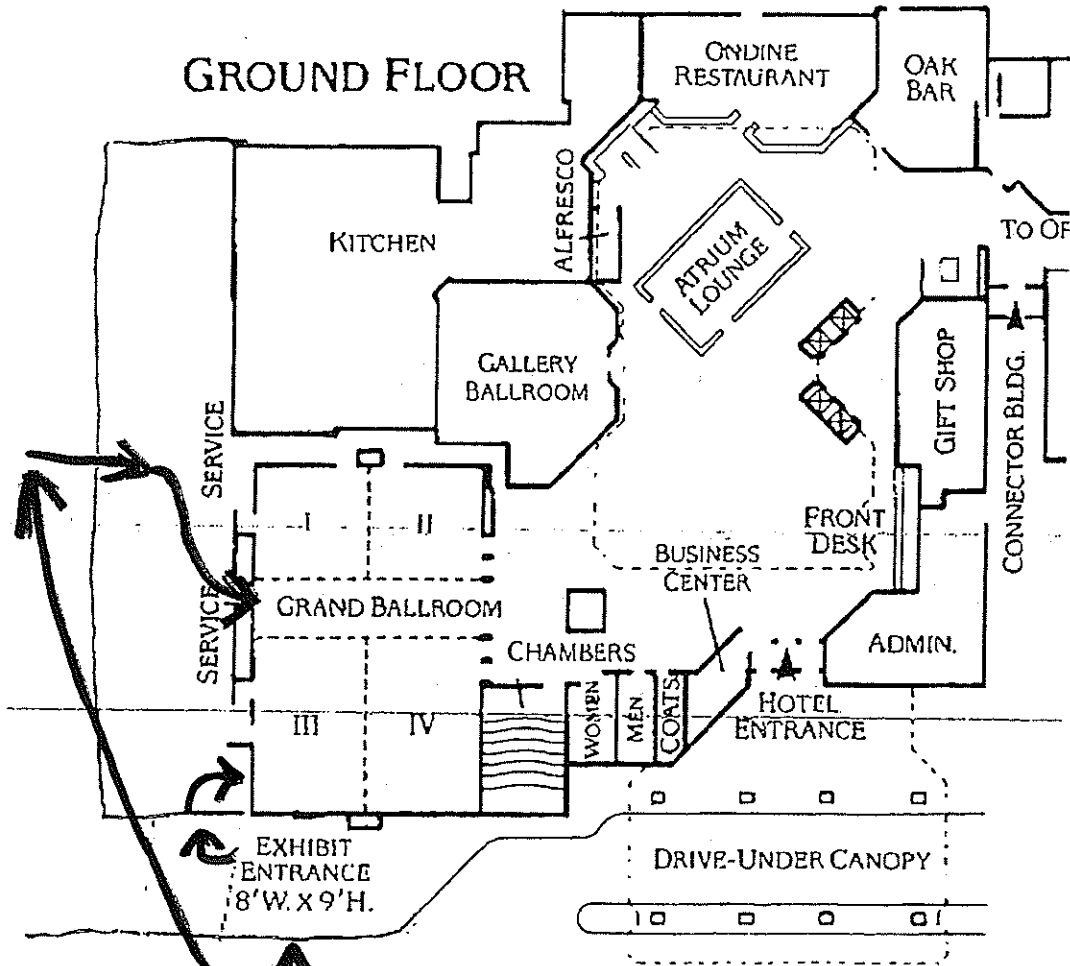 GROUND FLOOR
ONDINE
RESTAURANT
OAK
BAR
ALFRESCO
KITCHEN
ATRIUM
LOUNGE
TO OF
GALLERY
BALLROOM
GIFT SHOP
CONNECTOR BLDG.
SERVICE
I
II
FRONT
DESK
BUSINESS
CENTER
GRAND BALLROOM
SERVICE
CHAMBERS
ADMIN.
WOMEN
MEN
COATS
HOTEL
ENTRANCE
III
IV
EXHIBIT
ENTRANCE
8'W. X 9'H.
DRIVE-UNDER CANOPY